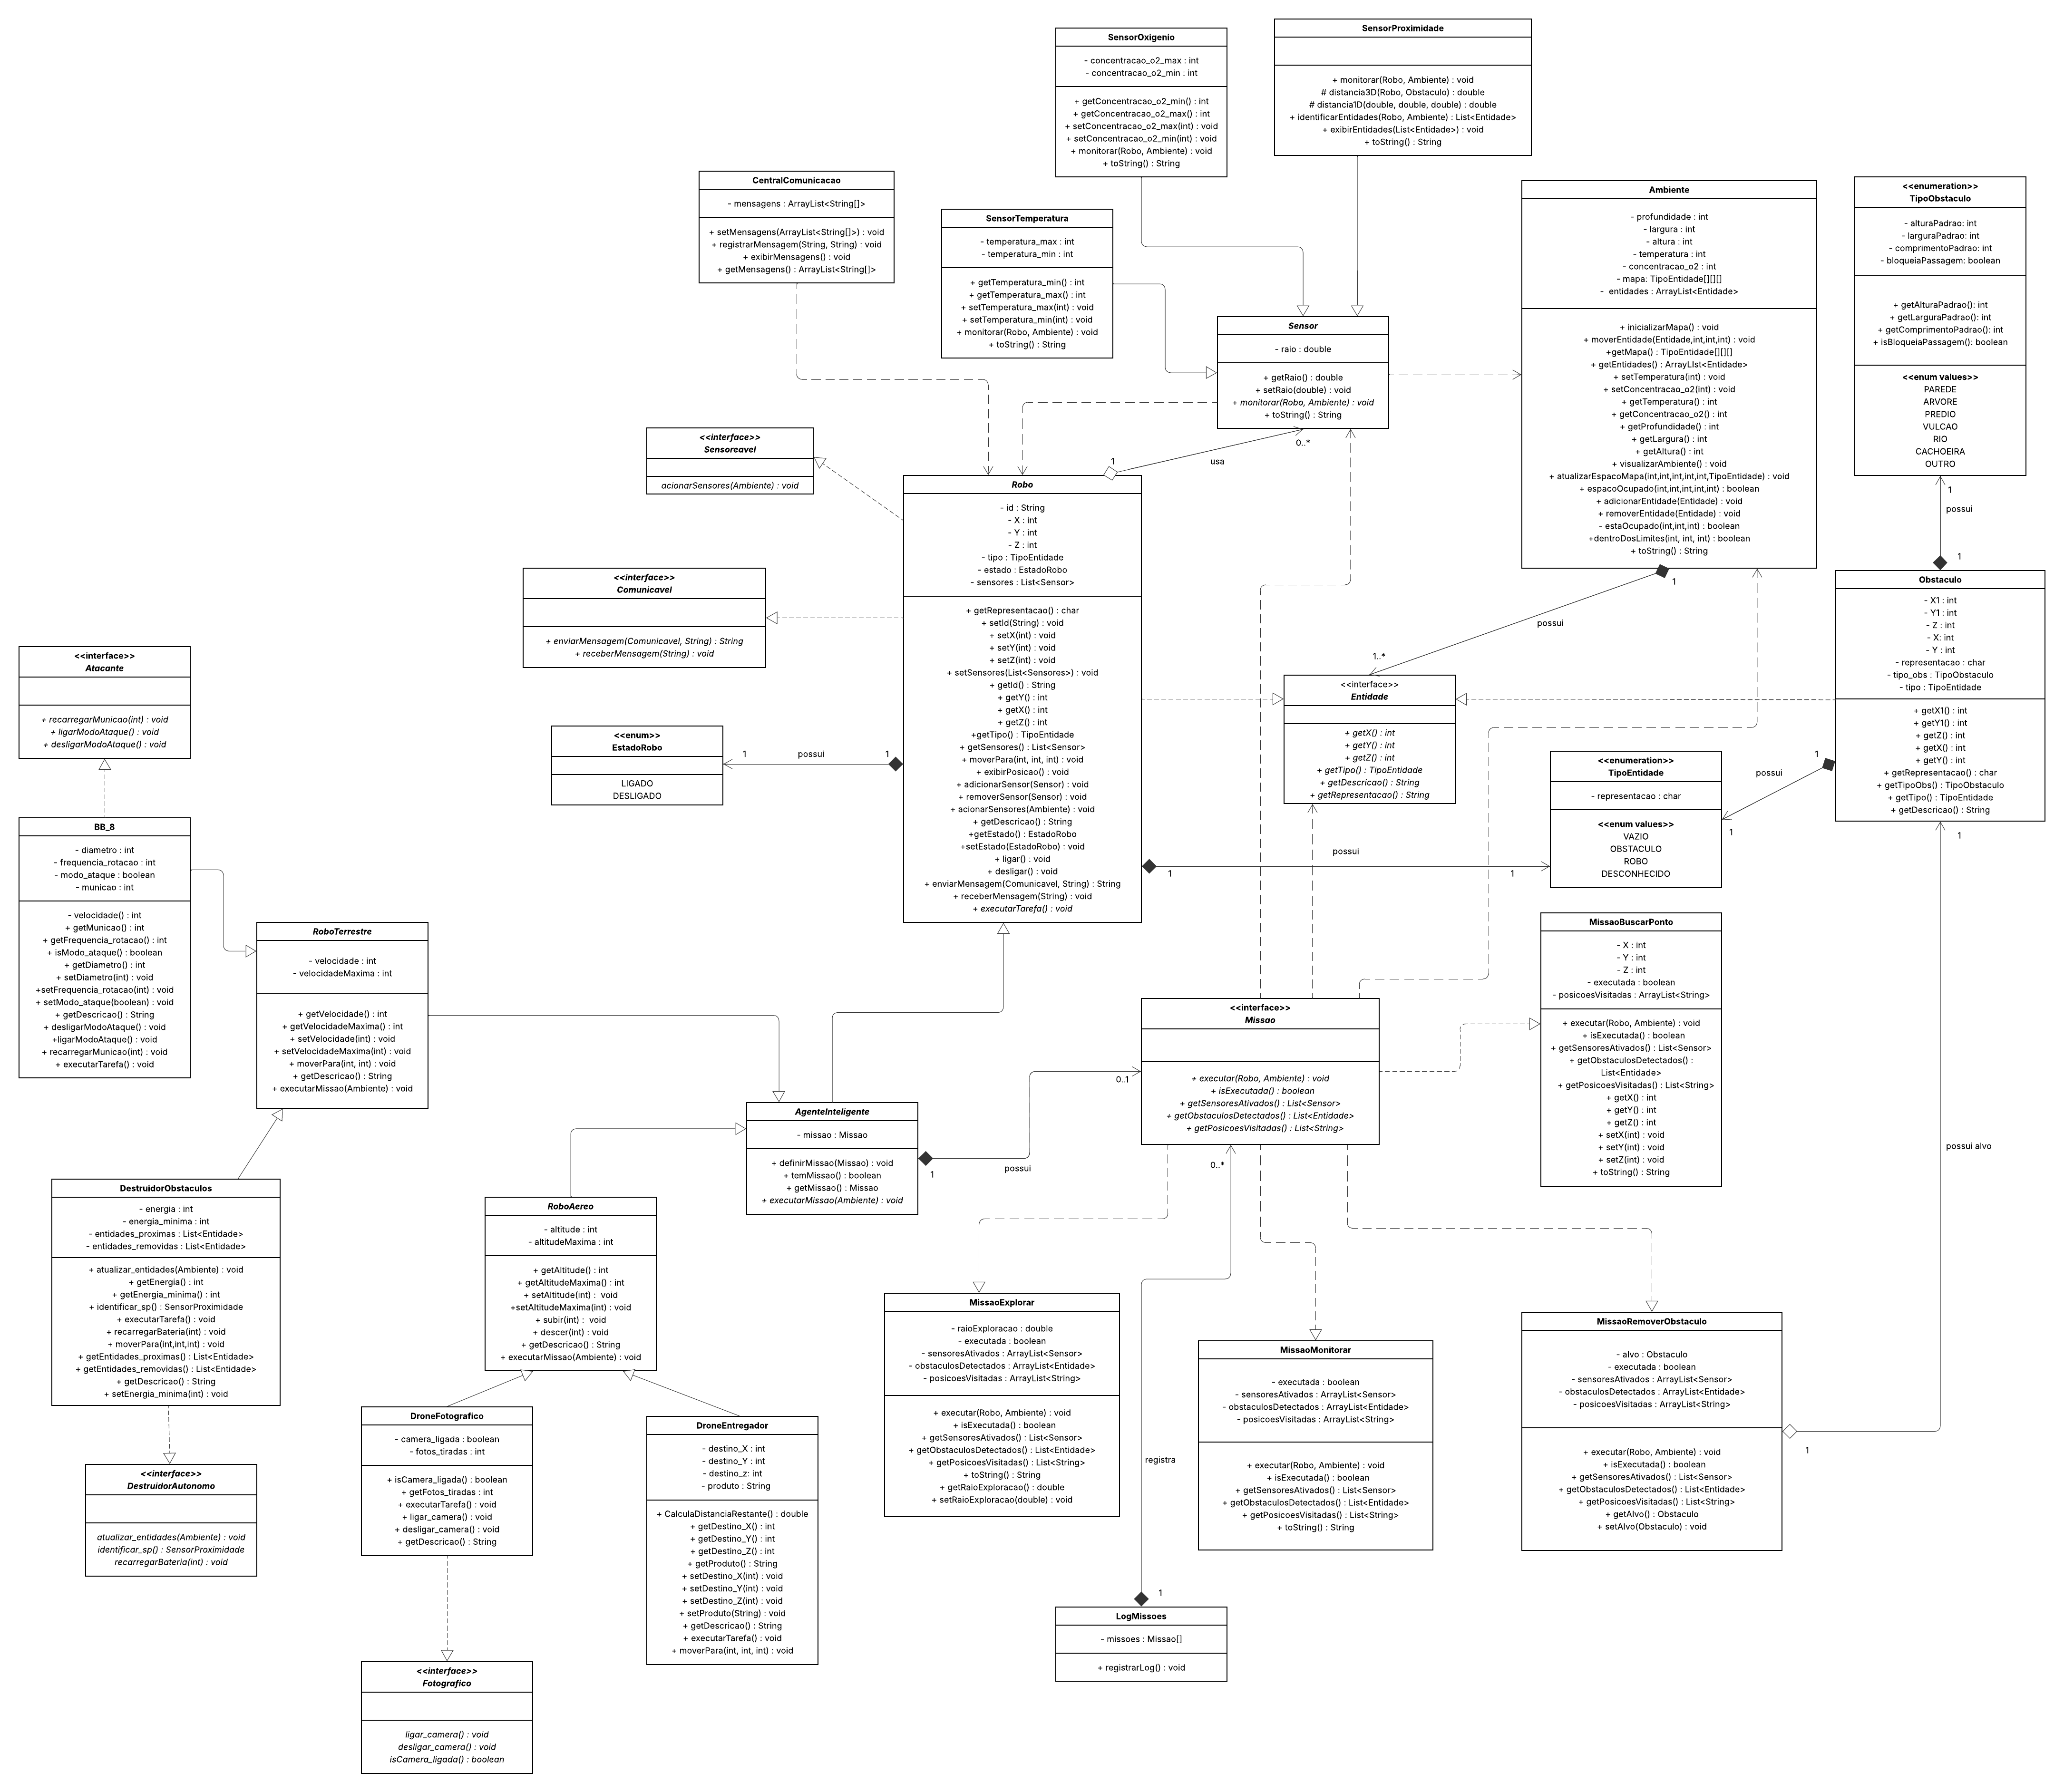 SensorOxigenio
- concentracao_o2_max : int
- concentracao_o2_min : int
+ getConcentracao_o2_min() : int
+ getConcentracao_o2_max() : int
+ setConcentracao_o2_max(int) : void
+ setConcentracao_o2_min(int) : void
+ monitorar(Robo, Ambiente) : void
+ toString() : String
SensorProximidade
+ monitorar(Robo, Ambiente) : void
# distancia3D(Robo, Obstaculo) : double
# distancia1D(double, double, double) : double
+ identificarEntidades(Robo, Ambiente) : List<Entidade>
+ exibirEntidades(List<Entidade>) : void
+ toString() : String
CentralComunicacao
- mensagens : ArrayList<String[]>
+ setMensagens(ArrayList<String[]>) : void
+ registrarMensagem(String, String) : void
+ exibirMensagens() : void
+ getMensagens() : ArrayList<String[]>
SensorTemperatura
- temperatura_max : int
- temperatura_min : int
+ getTemperatura_min() : int
+ getTemperatura_max() : int
+ setTemperatura_max(int) : void
+ setTemperatura_min(int) : void
+ monitorar(Robo, Ambiente) : void
+ toString() : String
Ambiente
- profundidade : int
- largura : int
- altura : int
- temperatura : int
- concentracao_o2 : int
- mapa: TipoEntidade[][][]
- entidades : ArrayList<Entidade>
+ inicializarMapa() : void
+ moverEntidade(Entidade,int,int,int) : void
+getMapa() : TipoEntidade[][][]
+ getEntidades() : ArrayList<Entidade>
+ setTemperatura(int) : void
+ setConcentracao_o2(int) : void
+ getTemperatura() : int
+ getConcentracao_o2() : int
+ getProfundidade() : int
+ getLargura() : int
+ getAltura() : int
+ visualizarAmbiente() : void
+ atualizarEspacoMapa(int,int,int,int,int,TipoEntidade) : void
+ espacoOcupado(int,int,int,int,int) : boolean
+ adicionarEntidade(Entidade) : void
+ removerEntidade(Entidade) : void
- estaOcupado(int,int,int) : boolean
+dentroDosLimites(int, int, int) : boolean
+ toString() : String
<<enumeration>>
TipoObstaculo
- alturaPadrao: int
- larguraPadrao: int
- comprimentoPadrao: int
- bloqueiaPassagem: boolean
+ getAlturaPadrao(): int
+ getLarguraPadrao(): int
+ getComprimentoPadrao(): int
+ isBloqueiaPassagem(): boolean
<<enum values>>
PAREDE
ARVORE
PREDIO
VULCAO
RIO
CACHOEIRA
OUTRO
Sensor
- raio : double
+ getRaio() : double
+ setRaio(double) : void
+ monitorar(Robo, Ambiente) : void
+ toString() : String
0..*
1
usa
<<interface>>
Sensoreavel
acionarSensores(Ambiente) : void
Robo
- id : String
- X : int
- Y : int
- Z : int
- tipo : TipoEntidade
- estado : EstadoRobo
- sensores : List<Sensor>
+ getRepresentacao() : char
+ setId(String) : void
+ setX(int) : void
+ setY(int) : void
+ setZ(int) : void
+ setSensores(List<Sensores>) : void
+ getId() : String
+ getY() : int
+ getX() : int
+ getZ() : int
+getTipo() : TipoEntidade
+ getSensores() : List<Sensor>
+ moverPara(int, int, int) : void
+ exibirPosicao() : void
+ adicionarSensor(Sensor) : void
+ removerSensor(Sensor) : void
+ acionarSensores(Ambiente) : void
+ getDescricao() : String
+getEstado() : EstadoRobo
+setEstado(EstadoRobo) : void
+ ligar() : void
+ desligar() : void
+ enviarMensagem(Comunicavel, String) : String
+ receberMensagem(String) : void
+ executarTarefa() : void
1
possui
1
<<interface>>
Comunicavel
+ enviarMensagem(Comunicavel, String) : String
+ receberMensagem(String) : void
Obstaculo
- X1 : int
- Y1 : int
- Z : int
- X: int
- Y : int
- representacao : char
- tipo_obs : TipoObstaculo
- tipo : TipoEntidade
+ getX1() : int
+ getY1() : int
+ getZ() : int
+ getX() : int
+ getY() : int
+ getRepresentacao() : char
+ getTipoObs() : TipoObstaculo
+ getTipo() : TipoEntidade
+ getDescricao() : String
1
possui
1..*
<<interface>>
Entidade
+ getX() : int
+ getY() : int
+ getZ() : int
+ getTipo() : TipoEntidade
+ getDescricao() : String
+ getRepresentacao() : String
<<interface>>
Atacante
+ recarregarMunicao(int) : void
+ ligarModoAtaque() : void
+ desligarModoAtaque() : void
<<enum>>
EstadoRobo
LIGADO
DESLIGADO
1
possui
1
<<enumeration>>
TipoEntidade
- representacao : char
<<enum values>>
VAZIO
OBSTACULO
ROBO
DESCONHECIDO
1
possui
1
1
possui
1
BB_8
- diametro : int
- frequencia_rotacao : int
- modo_ataque : boolean
- municao : int
- velocidade() : int
+ getMunicao() : int
+ getFrequencia_rotacao() : int
+ isModo_ataque() : boolean
+ getDiametro() : int
+ setDiametro(int) : void
+setFrequencia_rotacao(int) : void
+ setModo_ataque(boolean) : void
+ getDescricao() : String
+ desligarModoAtaque() : void
+ligarModoAtaque() : void
+ recarregarMunicao(int) : void
+ executarTarefa() : void
RoboTerrestre
- velocidade : int
- velocidadeMaxima : int
+ getVelocidade() : int
+ getVelocidadeMaxima() : int
+ setVelocidade(int) : void
+ setVelocidadeMaxima(int) : void
+ moverPara(int, int) : void
+ getDescricao() : String
+ executarMissao(Ambiente) : void
MissaoBuscarPonto
- X : int
- Y : int
- Z : int
- executada : boolean
- posicoesVisitadas : ArrayList<String>
+ executar(Robo, Ambiente) : void
+ isExecutada() : boolean
+ getSensoresAtivados() : List<Sensor>
+ getObstaculosDetectados() :
List<Entidade>
+ getPosicoesVisitadas() : List<String>
+ getX() : int
+ getY() : int
+ getZ() : int
+ setX(int) : void
+ setY(int) : void
+ setZ(int) : void
+ toString() : String
<<interface>>
Missao
+ executar(Robo, Ambiente) : void
+ isExecutada() : boolean
+ getSensoresAtivados() : List<Sensor>
+ getObstaculosDetectados() : List<Entidade>
+ getPosicoesVisitadas() : List<String>
0..1
possui
1
0..*
AgenteInteligente
- missao : Missao
+ definirMissao(Missao) : void
+ temMissao() : boolean
+ getMissao() : Missao
+ executarMissao(Ambiente) : void
1
possui alvo
1
DestruidorObstaculos
- energia : int
- energia_minima : int
- entidades_proximas : List<Entidade>
- entidades_removidas : List<Entidade>
+ atualizar_entidades(Ambiente) : void
+ getEnergia() : int
+ getEnergia_minima() : int
+ identificar_sp() : SensorProximidade
+ executarTarefa() : void
+ recarregarBateria(int) : void
+ moverPara(int,int,int) : void
+ getEntidades_proximas() : List<Entidade>
+ getEntidades_removidas() : List<Entidade>
+ getDescricao() : String
+ setEnergia_minima(int) : void
RoboAereo
- altitude : int
- altitudeMaxima : int
+ getAltitude() : int
+ getAltitudeMaxima() : int
+ setAltitude(int) : void
+setAltitudeMaxima(int) : void
+ subir(int) : void
+ descer(int) : void
+ getDescricao() : String
+ executarMissao(Ambiente) : void
MissaoExplorar
- raioExploracao : double
- executada : boolean
- sensoresAtivados : ArrayList<Sensor>
- obstaculosDetectados : ArrayList<Entidade>
- posicoesVisitadas : ArrayList<String>
+ executar(Robo, Ambiente) : void
+ isExecutada() : boolean
+ getSensoresAtivados() : List<Sensor>
+ getObstaculosDetectados() : List<Entidade>
+ getPosicoesVisitadas() : List<String>
+ toString() : String
+ getRaioExploracao() : double
+ setRaioExploracao(double) : void
MissaoMonitorar
- executada : boolean
- sensoresAtivados : ArrayList<Sensor>
- obstaculosDetectados : ArrayList<Entidade>
- posicoesVisitadas : ArrayList<String>
+ executar(Robo, Ambiente) : void
+ isExecutada() : boolean
+ getSensoresAtivados() : List<Sensor>
+ getObstaculosDetectados() : List<Entidade>
+ getPosicoesVisitadas() : List<String>
+ toString() : String
MissaoRemoverObstaculo
- alvo : Obstaculo
- executada : boolean
- sensoresAtivados : ArrayList<Sensor>
- obstaculosDetectados : ArrayList<Entidade>
- posicoesVisitadas : ArrayList<String>
+ executar(Robo, Ambiente) : void
+ isExecutada() : boolean
+ getSensoresAtivados() : List<Sensor>
+ getObstaculosDetectados() : List<Entidade>
+ getPosicoesVisitadas() : List<String>
+ getAlvo() : Obstaculo
+ setAlvo(Obstaculo) : void
DroneFotografico
- camera_ligada : boolean
- fotos_tiradas : int
+ isCamera_ligada() : boolean
+ getFotos_tiradas : int
+ executarTarefa() : void
+ ligar_camera() : void
+ desligar_camera() : void
+ getDescricao() : String
DroneEntregador
- destino_X : int
- destino_Y : int
- destino_z: int
- produto : String
+ CalculaDistanciaRestante() : double
+ getDestino_X() : int
+ getDestino_Y() : int
+ getDestino_Z() : int
+ getProduto() : String
+ setDestino_X(int) : void
+ setDestino_Y(int) : void
+ setDestino_Z(int) : void
+ setProduto(String) : void
+ getDescricao() : String
+ executarTarefa() : void
+ moverPara(int, int, int) : void
<<interface>>
DestruidorAutonomo
atualizar_entidades(Ambiente) : void
identificar_sp() : SensorProximidade
recarregarBateria(int) : void
registra
1
LogMissoes
- missoes : Missao[]
+ registrarLog() : void
<<interface>>
Fotografico
ligar_camera() : void
desligar_camera() : void
isCamera_ligada() : boolean